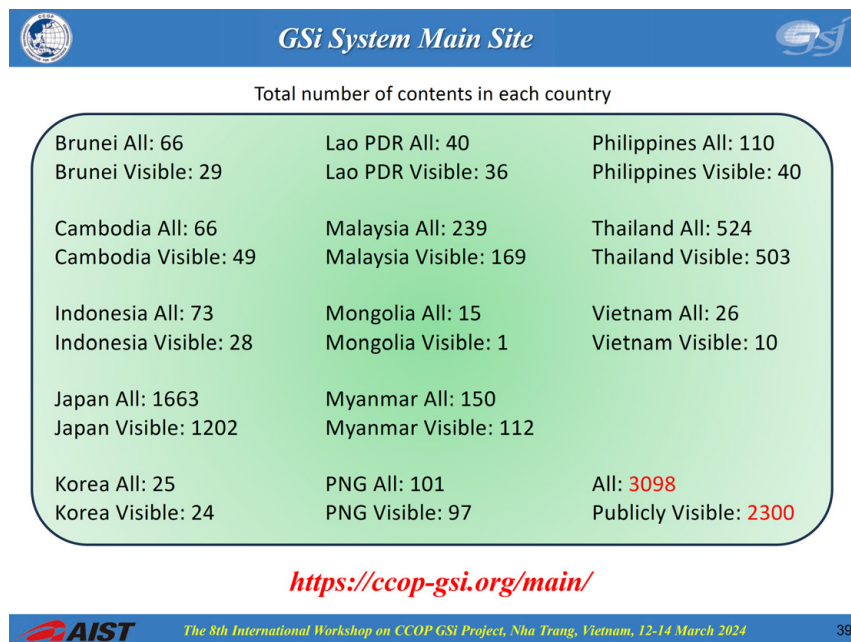 CCOP
GSi System Main Site
GSi
Total number of contents in each country
Brunei All: 66
Brunei Visible: 29
Cambodia All: 66
Cambodia Visible: 49
Indonesia All: 73
Indonesia Visible: 28
Japan All: 1663
Japan Visible: 1202
Korea All: 25
Korea Visible: 24
Lao PDR All: 40
Lao PDR Visible: 36
Malaysia All: 239
Malaysia Visible: 169
Mongolia All: 15
Mongolia Visible: 1
Myanmar All: 150
Myanmar Visible: 112
PNG All: 101
PNG Visible: 97
Philippines All: 110
Philippines Visible: 40
Thailand All: 524
Thailand Visible: 503
Vietnam All: 26
Vietnam Visible: 10
All: 3098
Publicly Visible: 2300
https://ccop-gsi.org/main/
AIST
The 8th International Workshop on CCOP GSi Project, Nha Trang, Vietnam, 12-14 March 2024
39